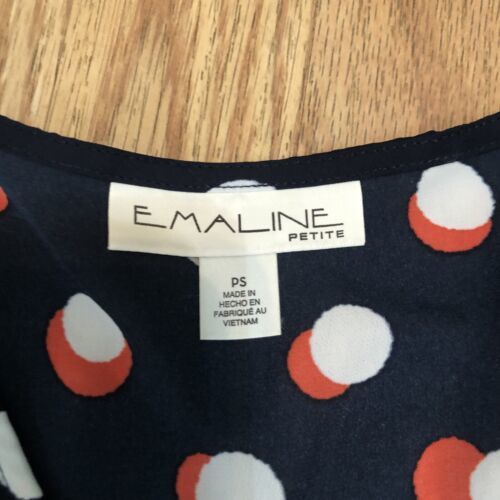 EMALINE
PETITE
PS
MADE IN
HECHO EN
FABRIQUÉ AU
VIETNAM